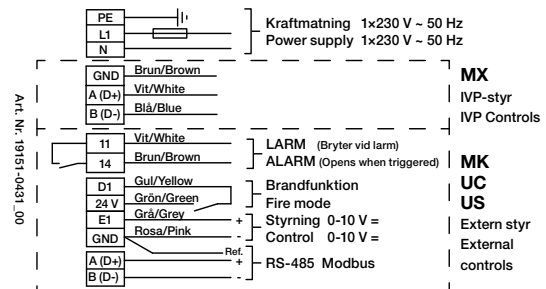 PE
L1
N
Kraftmatning 1×230 V ~ 50 Hz
Power supply 1×230 V ~ 50 Hz
GND Brun/Brown
A (D+) Vit/White
B (D-) Blå/Blue
MX
IVP-styr
IVP Controls
Art. Nr. 19151-0431_00
11 Vit/White
14 Brun/Brown
LARM (Bryter vid larm)
ALARM (Opens when triggered)
D1 Gul/Yellow
24 V Grön/Green
Brandfunktion
Fire mode
E1 Grå/Grey +
GND Rosa/Pink -
Styrning 0-10 V =
Control 0-10 V =
Ref.
A (D+) +
B (D-) -
RS-485 Modbus
MK
UC
US
Extern styr
External
controls